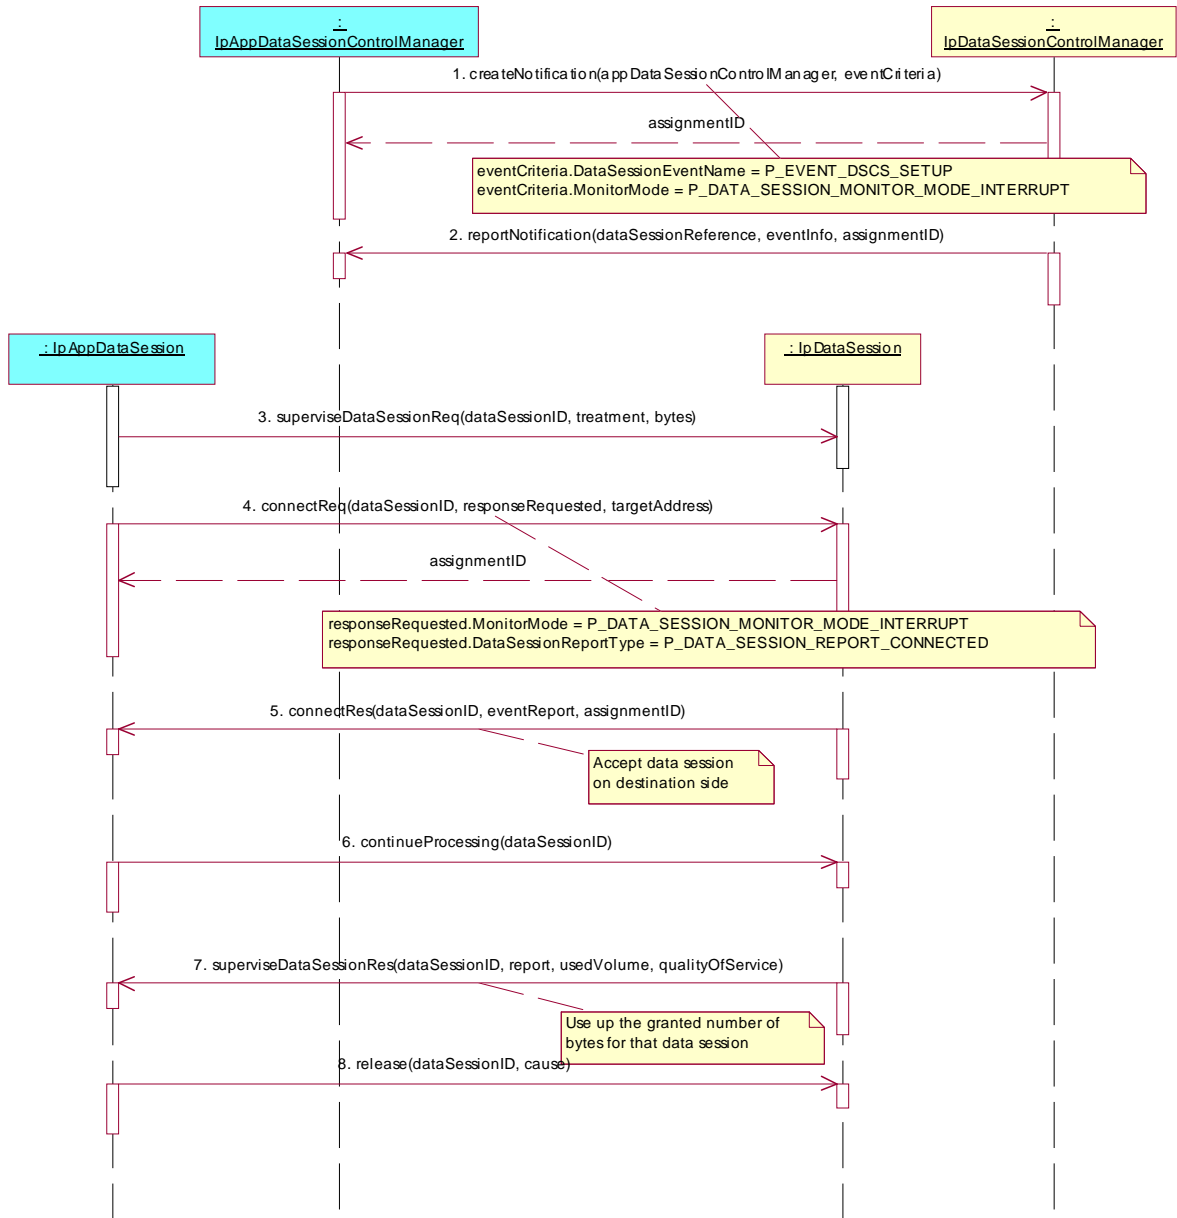 :
IpAppDataSessionControlManager
:
IpDataSessionControlManager
1. createNotification(appDataSessionControlManager, eventCriteria)
assignmentID
eventCriteria.DataSessionEventName = P_EVENT_DSCS_SETUP
eventCriteria.MonitorMode = P_DATA_SESSION_MONITOR_MODE_INTERRUPT
2. reportNotification(dataSessionReference, eventInfo, assignmentID)
: IpAppDataSession
: IpDataSession
3. superviseDataSessionReq(dataSessionID, treatment, bytes)
4. connectReq(dataSessionID, responseRequested, targetAddress)
assignmentID
responseRequested.MonitorMode = P_DATA_SESSION_MONITOR_MODE_INTERRUPT
responseRequested.DataSessionReportType = P_DATA_SESSION_REPORT_CONNECTED
5. connectRes(dataSessionID, eventReport, assignmentID)
Accept data session
on destination side
6. continueProcessing(dataSessionID)
7. superviseDataSessionRes(dataSessionID, report, usedVolume, qualityOfService)
Use up the granted number of
bytes for that data session
8. release(dataSessionID, cause)